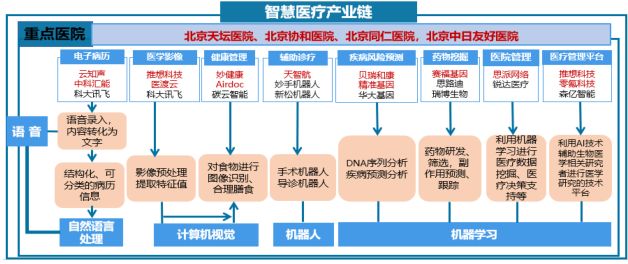 智慧医疗产业链
重点医院
北京天坛医院、北京协和医院、北京同仁医院，北京中日友好医院
电子病历
云知声
中科汇能
科大讯飞
医学影像
推想科技
医渡云
科大讯飞
健康管理
妙健康
Airdoc
碳云智能
辅助诊疗
天智航
妙手机器人
新松机器人
疾病风险预测
贝瑞和康
精准基因
华大基因
药物挖掘
赛福基因
思路迪
瑞博生物
医院管理
思派网络
锐达医疗
医疗管理平台
推想科技
零氪科技
森亿智能
语音
语音录入，
内容转化为
文字
结构化、可
分类的病历
信息
自然语言
处理
影像预处理
提取特征值
对食物进行
图像识别、
合理膳食
计算机视觉
手术机器人
导诊机器人
机器人
DNA序列分析
疾病预测分析
药物研发、
筛选，副
作用预测、
跟踪
利用机器
学习进行
医疗数据
挖掘、医
疗决策支
持等
利用AI技术
辅助生物医
学相关研究
者进行医学
研究的技术
平台
机器学习